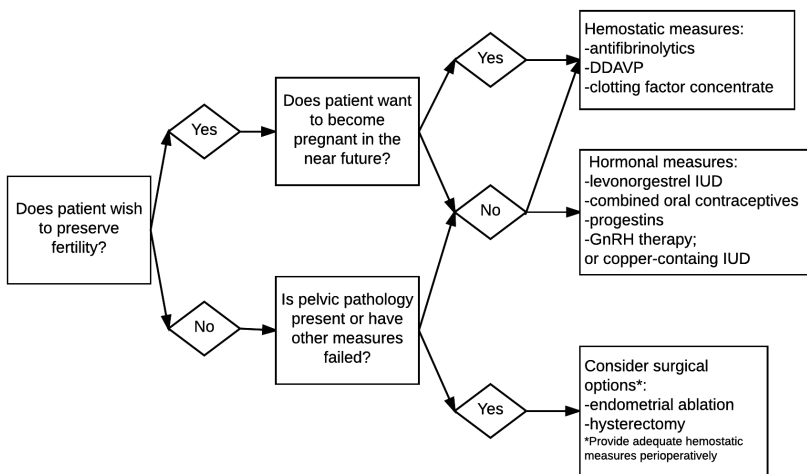 Does patient wish
to preserve
fertility?
Yes
No
Does patient want
to become
pregnant in the
near future?
Is pelvic pathology
present or have
other measures
failed?
Yes
No
Yes
Hemostatic measures:
-antifibrinolytics
-DDAVP
-clotting factor concentrate
Hormonal measures:
-levonorgestrel IUD
-combined oral contraceptives
-progestins
-GnRH therapy;
or copper-containg IUD
Consider surgical
options*:
-endometrial ablation
-hysterectomy
*Provide adequate hemostatic
measures perioperatively